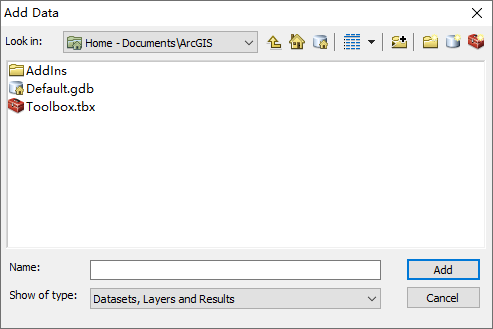 Add Data
Look in: Home - Documents\ArcGIS
AddIns
Default.gdb
Toolbox.tbx
Name:
Add
Show of type: Datasets, Layers and Results
Cancel